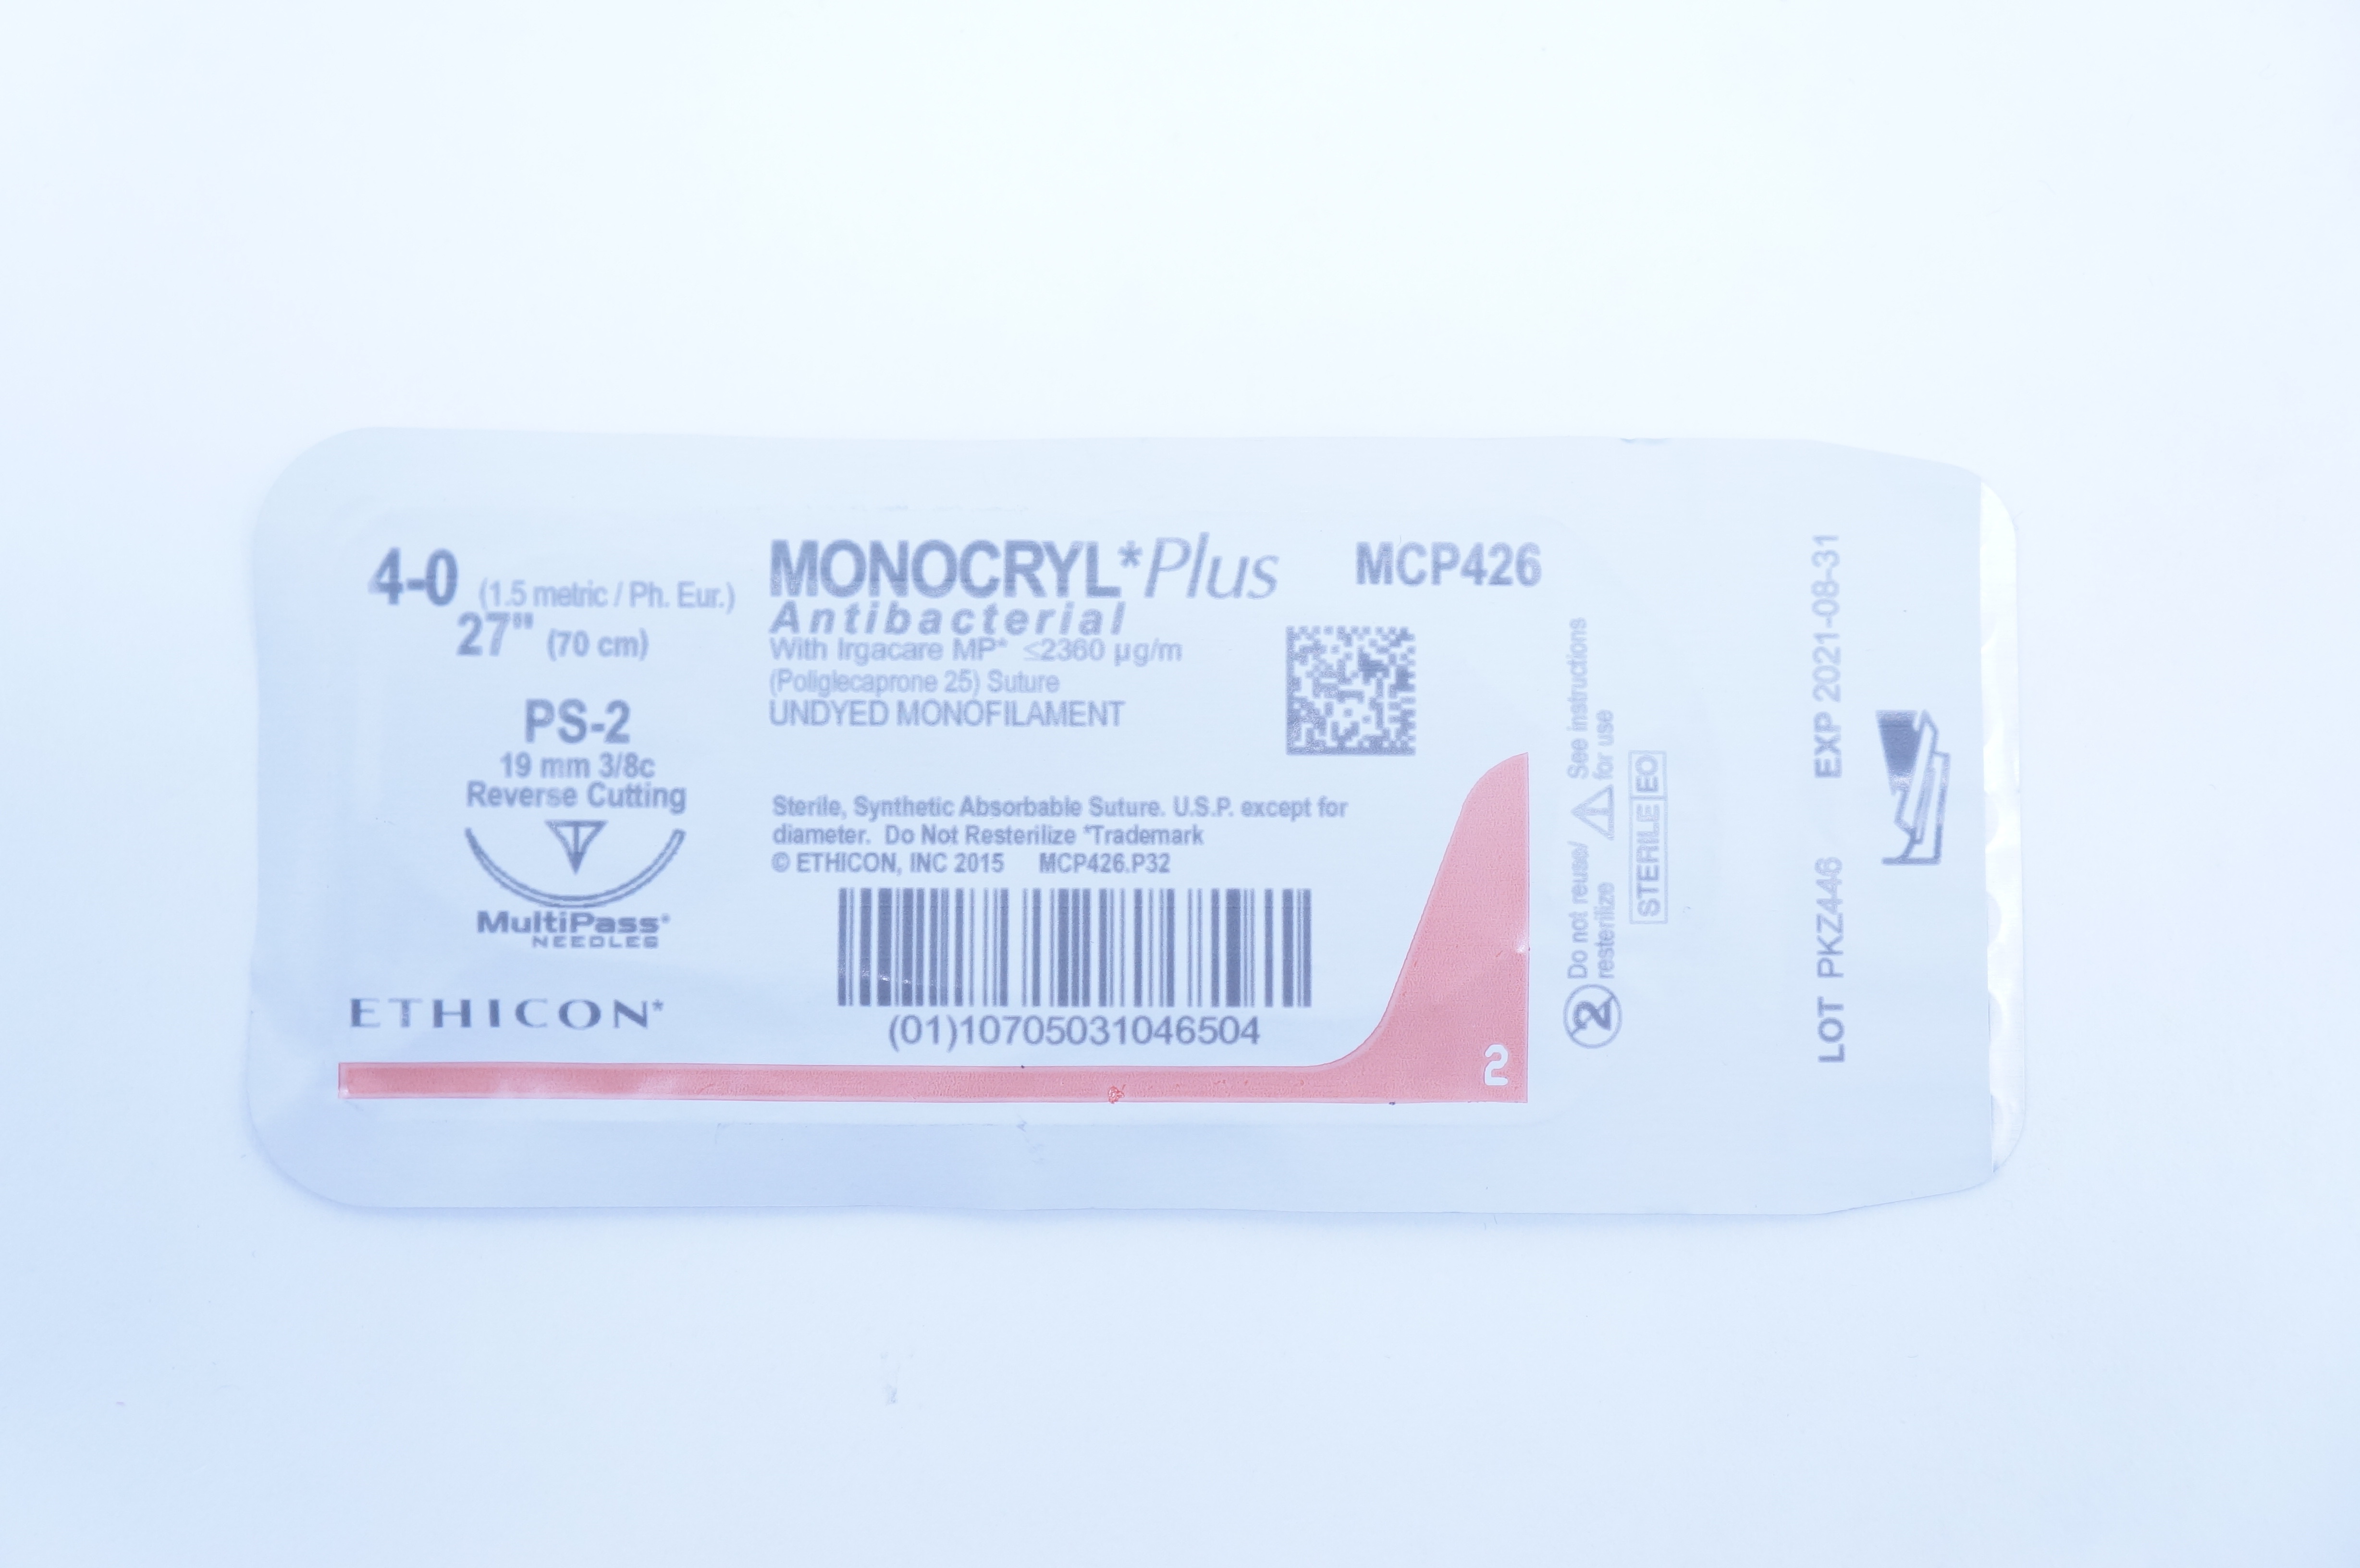 4-0 (1.5 metric / Ph. Eur.)
27" (70 cm)
PS-2
19 mm 3/8c
Reverse Cutting
MultiPass®
NEEDLES
ETHICON*
MONOCRYL*Plus
Antibacterial
With Irgacare MP* ≤2360 µg/m
(Poliglecaprone 25) Suture
UNDYED MONOFILAMENT
MCP426
Sterile, Synthetic Absorbable Suture. U.S.P. except for
diameter. Do Not Resterilize *Trademark
© ETHICON, INC 2015 MCP426.P32
(01)10705031046504
2
2 Do not reuse/
resterilize
See instructions
for use
STERILE EO
LOT PKZ446 EXP 2021-08-31